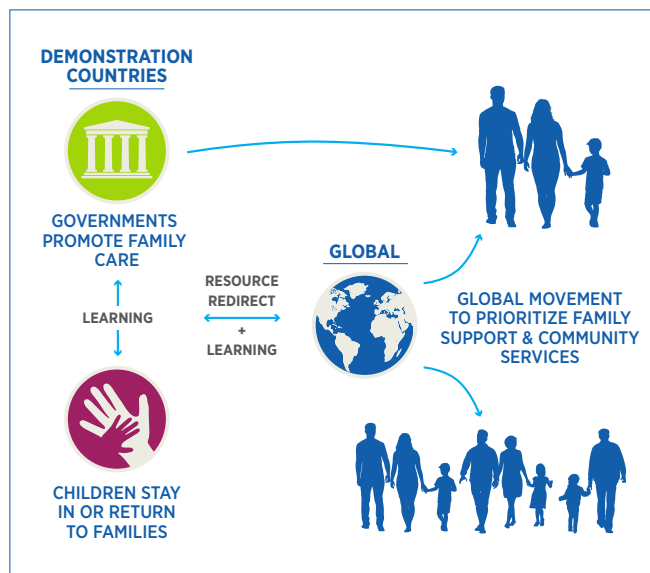 DEMONSTRATION
COUNTRIES
GOVERNMENTS
PROMOTE FAMILY
CARE
LEARNING
CHILDREN STAY
IN OR RETURN
TO FAMILIES
RESOURCE
REDIRECT
+
LEARNING
GLOBAL
GLOBAL MOVEMENT
TO PRIORITIZE FAMILY
SUPPORT & COMMUNITY
SERVICES